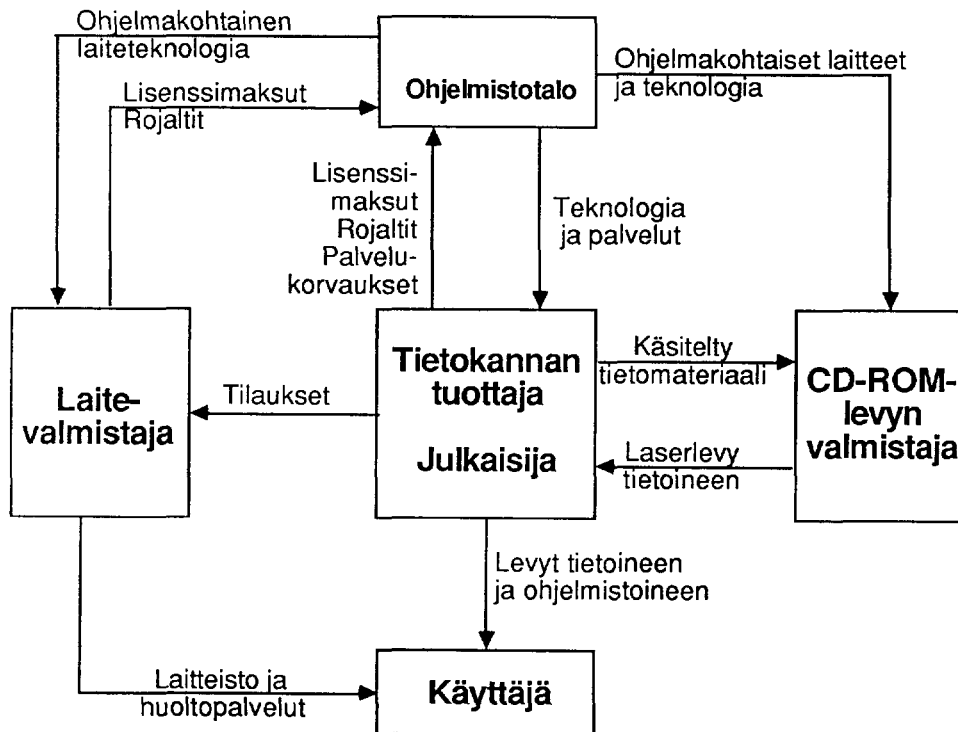 Ohjelmakohtainen
laiteteknologia
Ohjelmistotalo
Ohjelmakohtaiset laitteet
ja teknologia
Lisenssimaksut
Rojaltit
Lisenssi-
maksut
Rojaltit
Palvelu-
korvaukset
Teknologia
ja palvelut
Laite-
valmistaja
Tilaukset
Tietokannan
tuottaja
Julkaisija
Käsitelty
tietomateriaali
Laserlevy
tietoineen
CD-ROM-
levyn
valmistaja
Levyt tietoineen
ja ohjelmistoineen
Laitteisto ja
huoltopalvelut
Käyttäjä